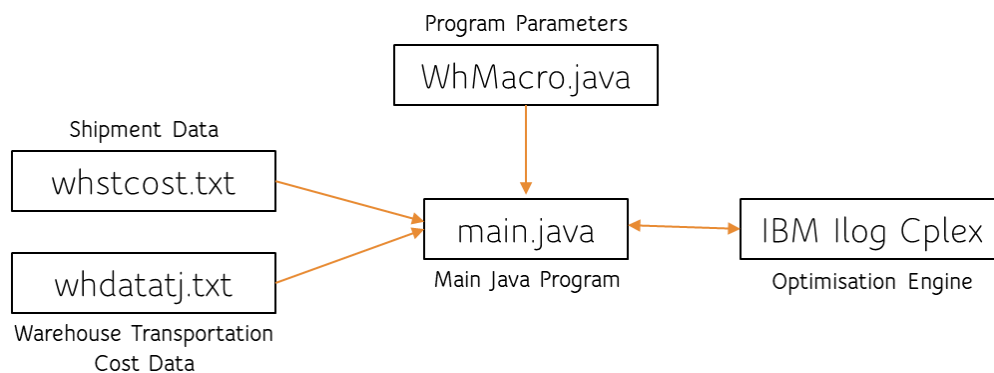 Program Parameters
WhMacro.java
Shipment Data
whstcost.txt
main.java
IBM Ilog Cplex
whdatatj.txt
Main Java Program
Optimisation Engine
Warehouse Transportation
Cost Data